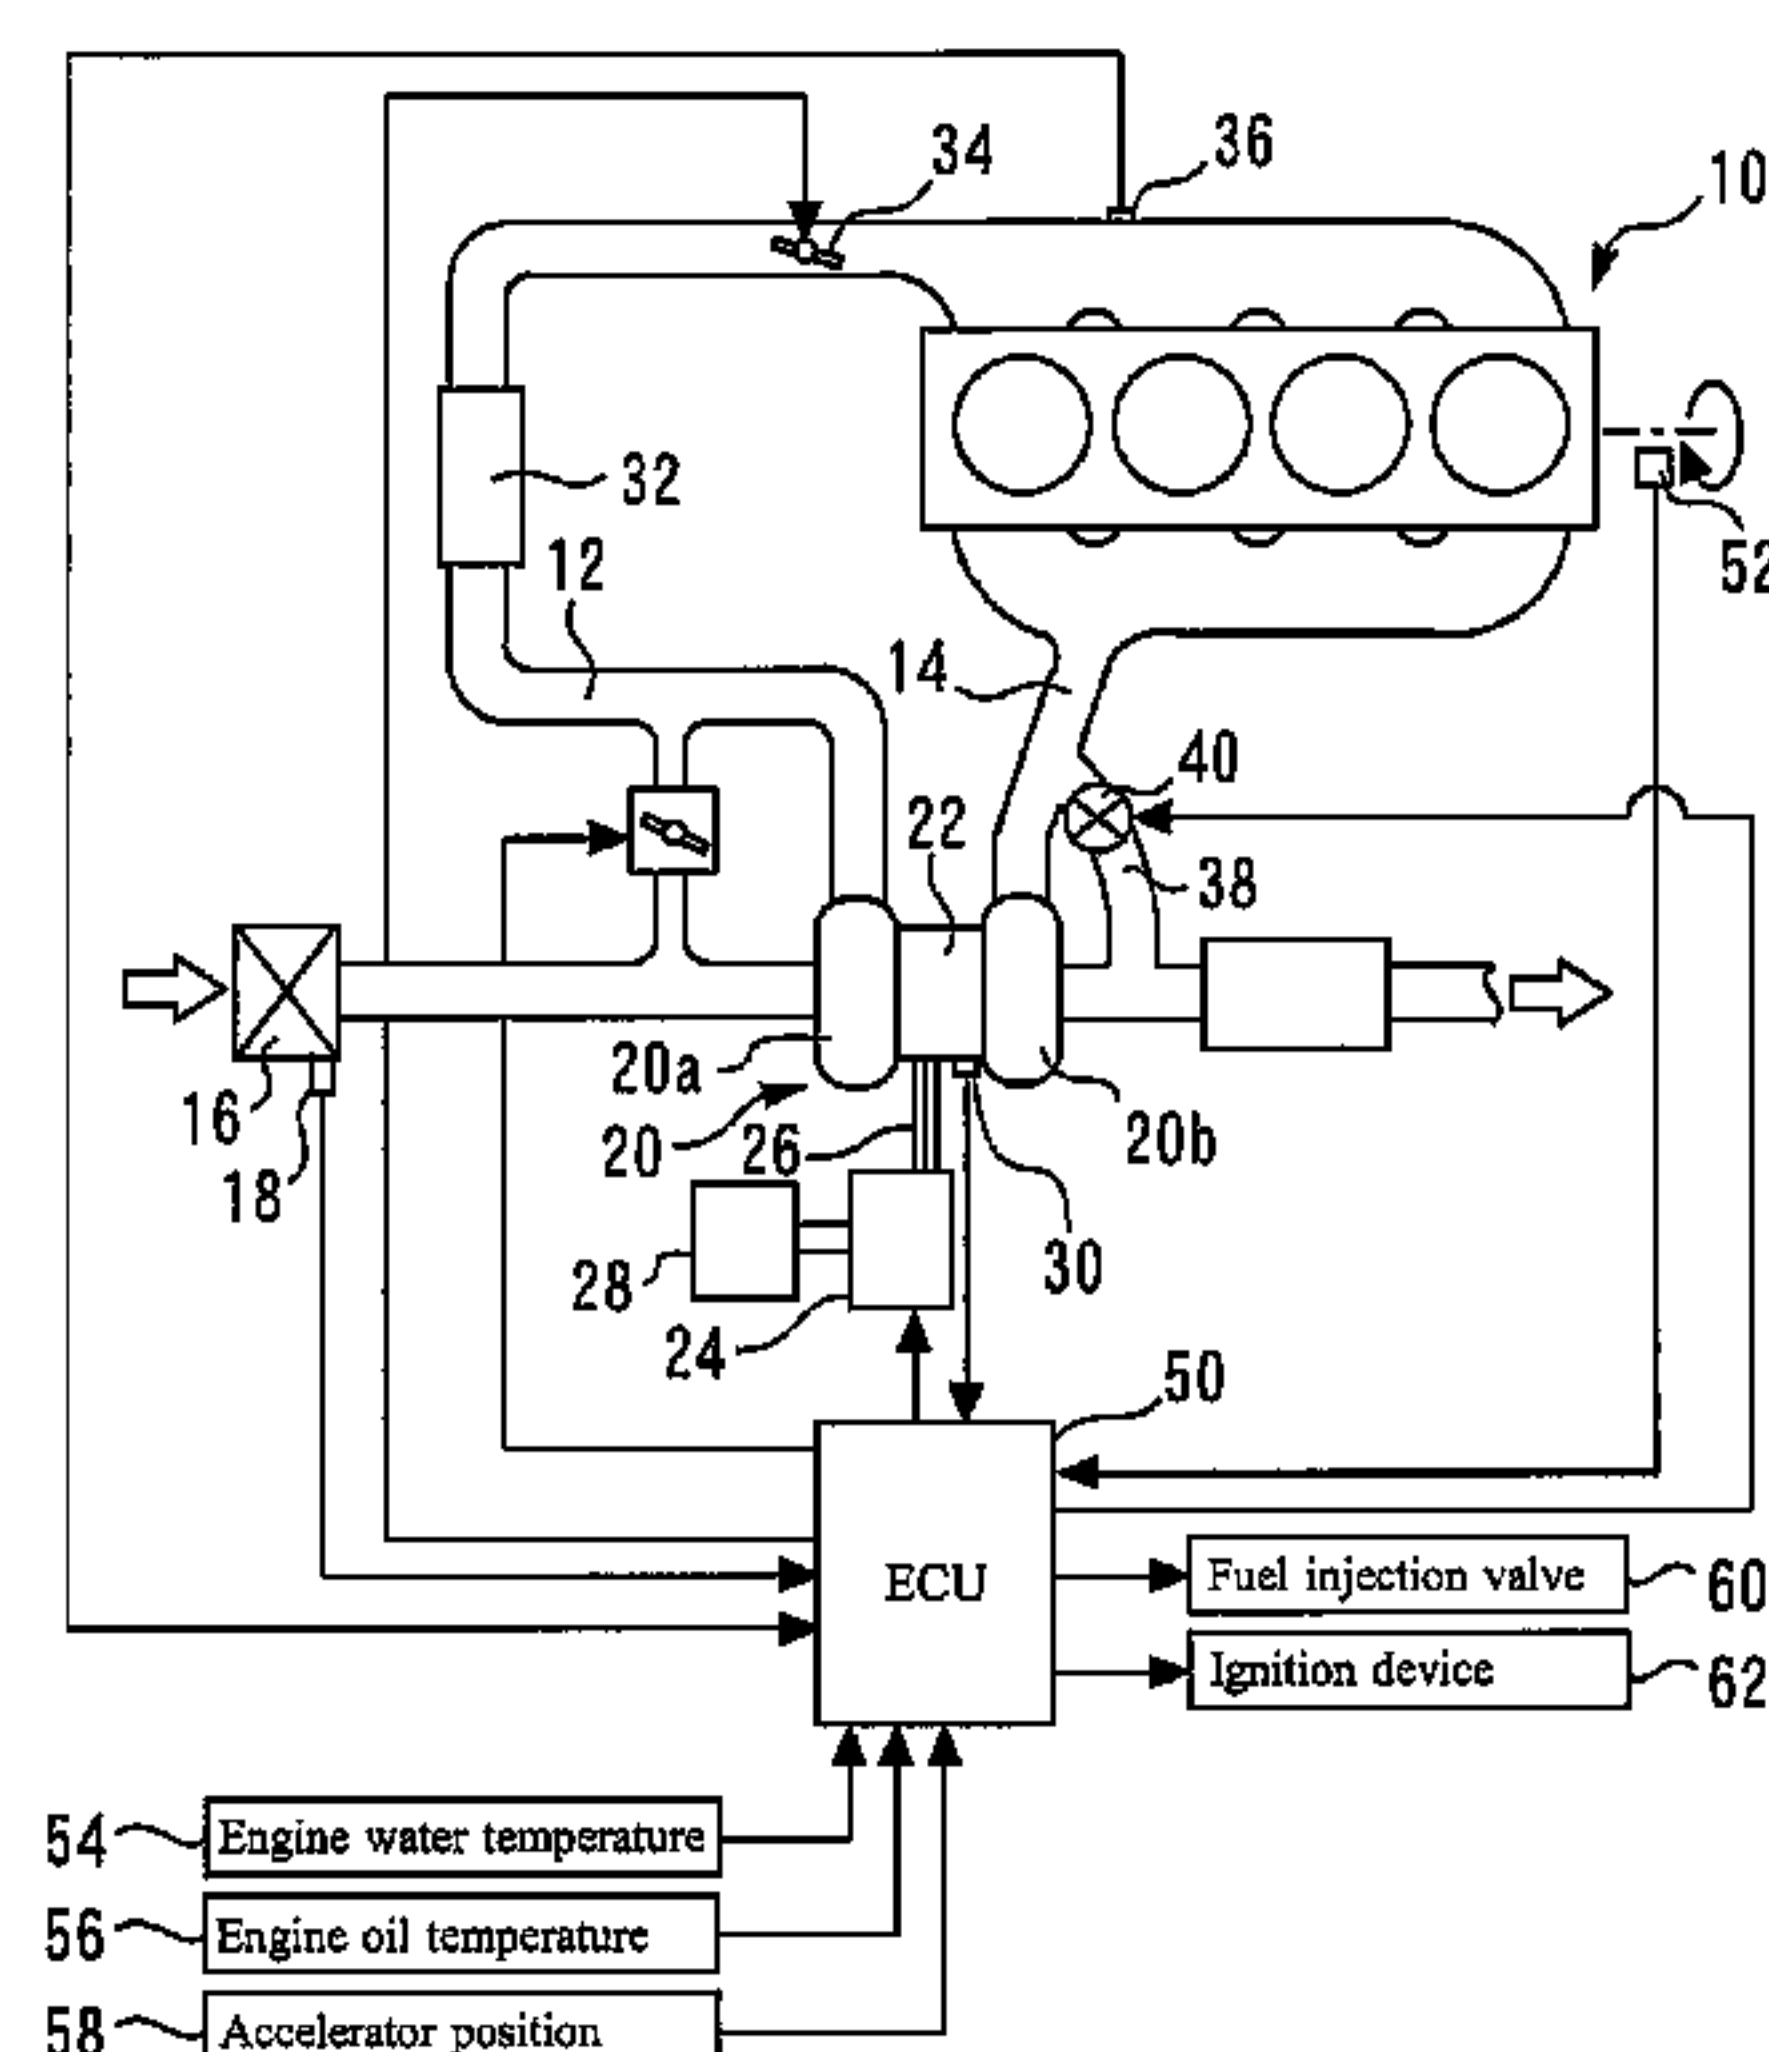 34
36
10
32
12
52
14
40
22
38
20a
16
20
26
20b
18
28
30
24
50
ECU
Fuel injection valve
60
Ignition device
62
54
Engine water temperature
56
Engine oil temperature
58
Accelerator position